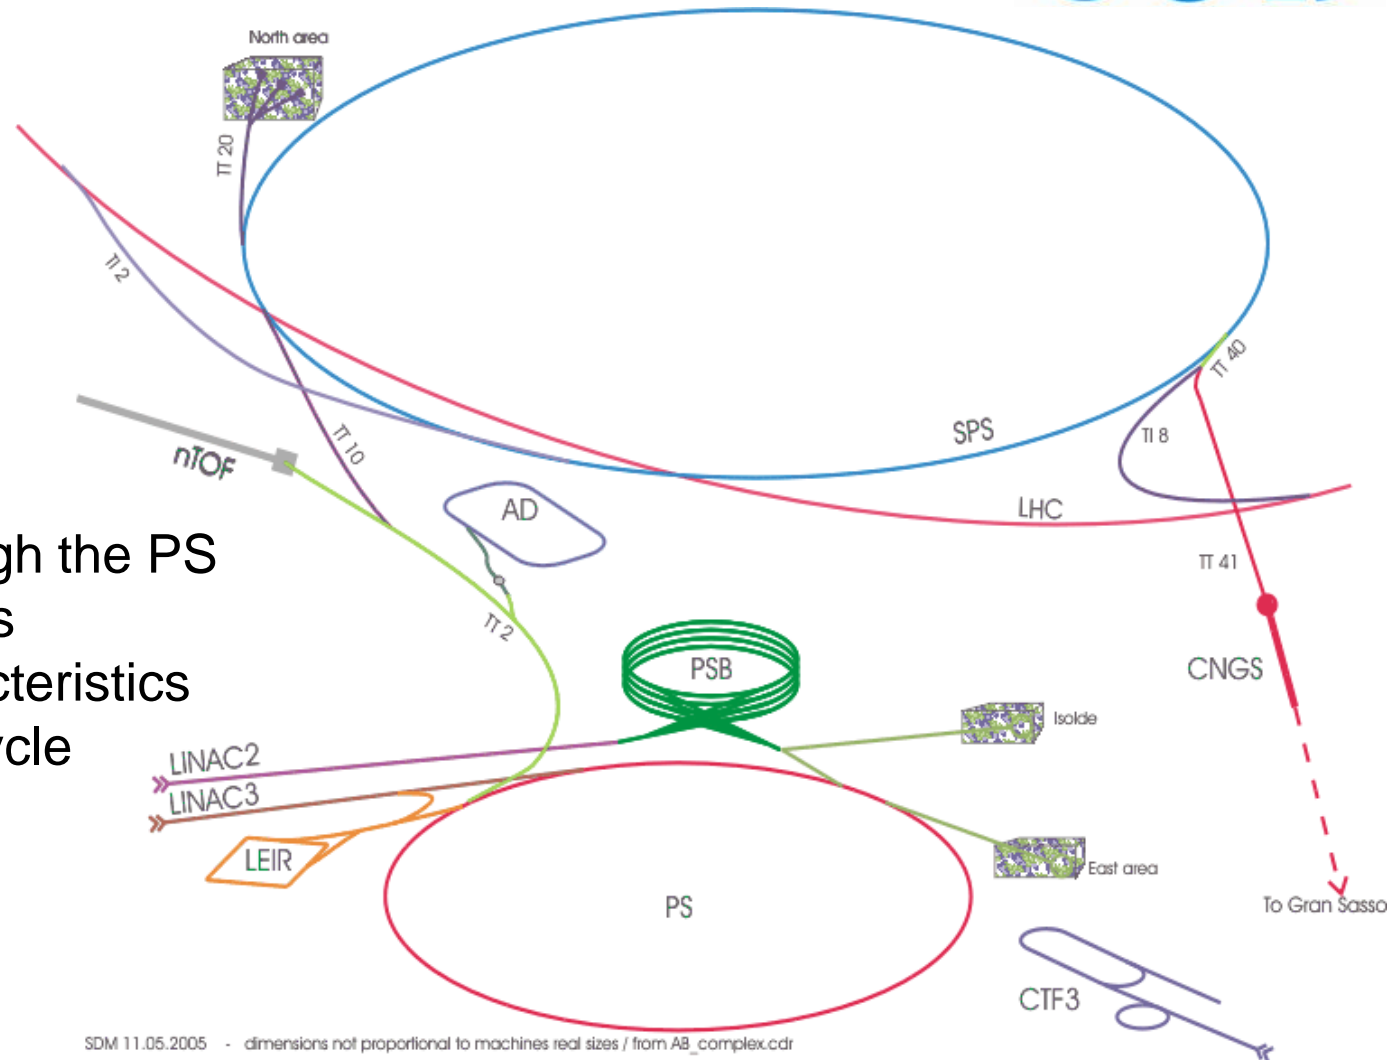 North area
TT 20
TI 2
TT 40
SPS
TI 8
TT 10
nTOF
AD
LHC
gh the PS
s
TT 41
TT 2
PSB
CNGS
cteristics
Isolde
ycle
LINAC2
LINAC3
LEIR
East area
PS
To Gran Sasso
CTF3
SDM 11.05.2005 - dimensions not proportional to machines real sizes / from AB_complex.cdr